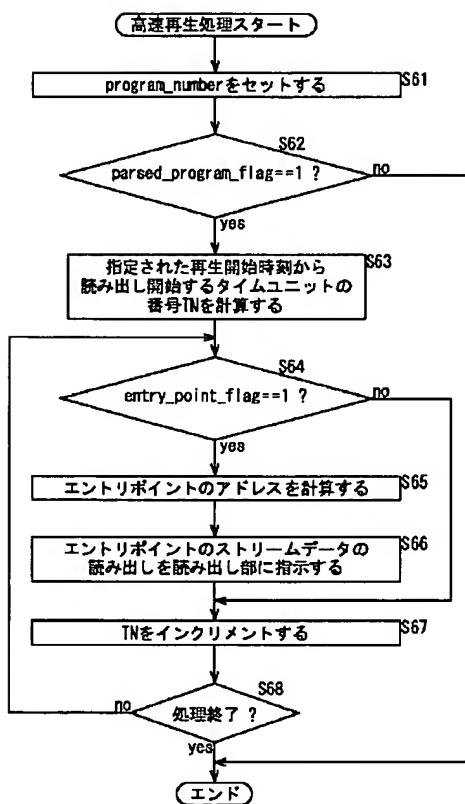 高速再生処理スタート
program_numberをセットする
S61
S62
parsed_program_flag==1 ?
no
yes
指定された再生開始時刻から
読み出し開始するタイムユニットの
番号TNを計算する
S63
S64
entry_point_flag==1 ?
no
yes
エントリポイントのアドレスを計算する
S65
エントリポイントのストリームデータの
読み出しを読み出し部に指示する
S66
TNをインクリメントする
S67
S68
no
処理終了 ?
yes
エンド